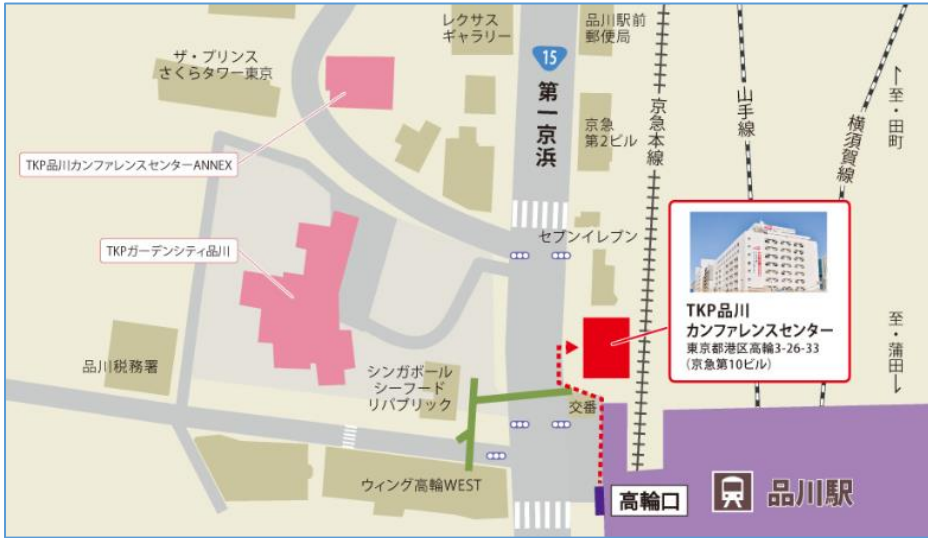 レクサス
ギャラリー
品川駅前
郵便局
ザ・プリンス
さくらタワー東京
15
第一京浜
京急
第2ビル
京急本線
山手線
横須賀線
至・田町
TKP品川カンファレンスセンターANNEX
TKPガーデンシティ品川
セブンイレブン
TKP品川
カンファレンスセンター
東京都港区高輪3-26-33
(京急第10ビル)
至・蒲田
品川税務署
シンガポール
シーフード
リパブリック
交番
ウィング高輪WEST
高輪口
品川駅